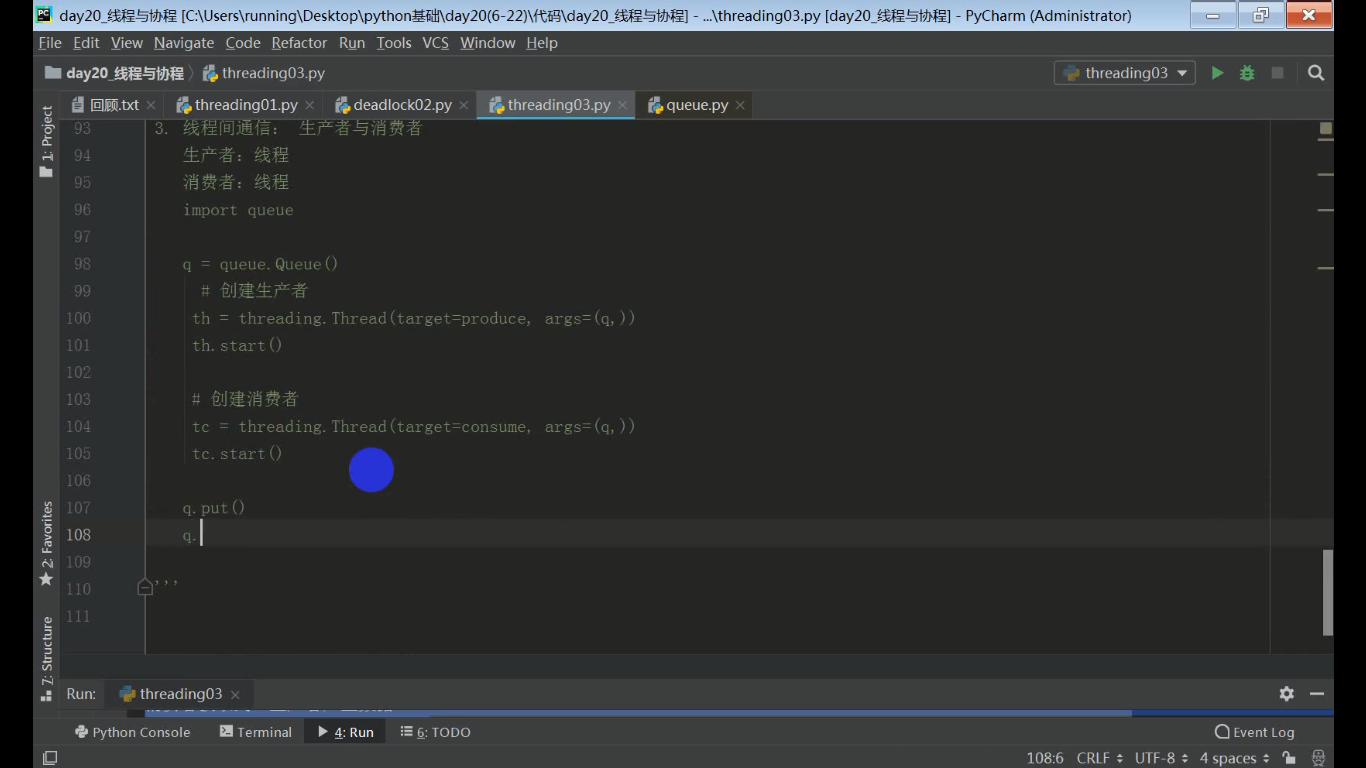 day20_线程与协程 [C:\Users\running\Desktop\python基础\day20(6-22)\代码\day20_线程与协程] - ...\threading03.py [day20_线程与协程] - PyCharm (Administrator)
File Edit View Navigate Code Refactor Run Tools VCS Window Help
day20_线程与协程 threading03.py threading03
回顾.txt threading01.py deadlock02.py threading03.py queue.py
1: Project
93 3. 线程间通信： 生产者与消费者
94 生产者：线程
95 消费者：线程
96 import queue
97
98 q = queue.Queue()
99 # 创建生产者
100 th = threading.Thread(target=produce, args=(q,))
101 th.start()
102
103 # 创建消费者
104 tc = threading.Thread(target=consume, args=(q,))
105 tc.start()
106
107 q.put()
108 q.
109
110 '''
111
2: Favorites
7: Structure
Run: threading03
Python Console Terminal 4: Run 6: TODO Event Log
108:6 CRLF UTF-8 4 spaces